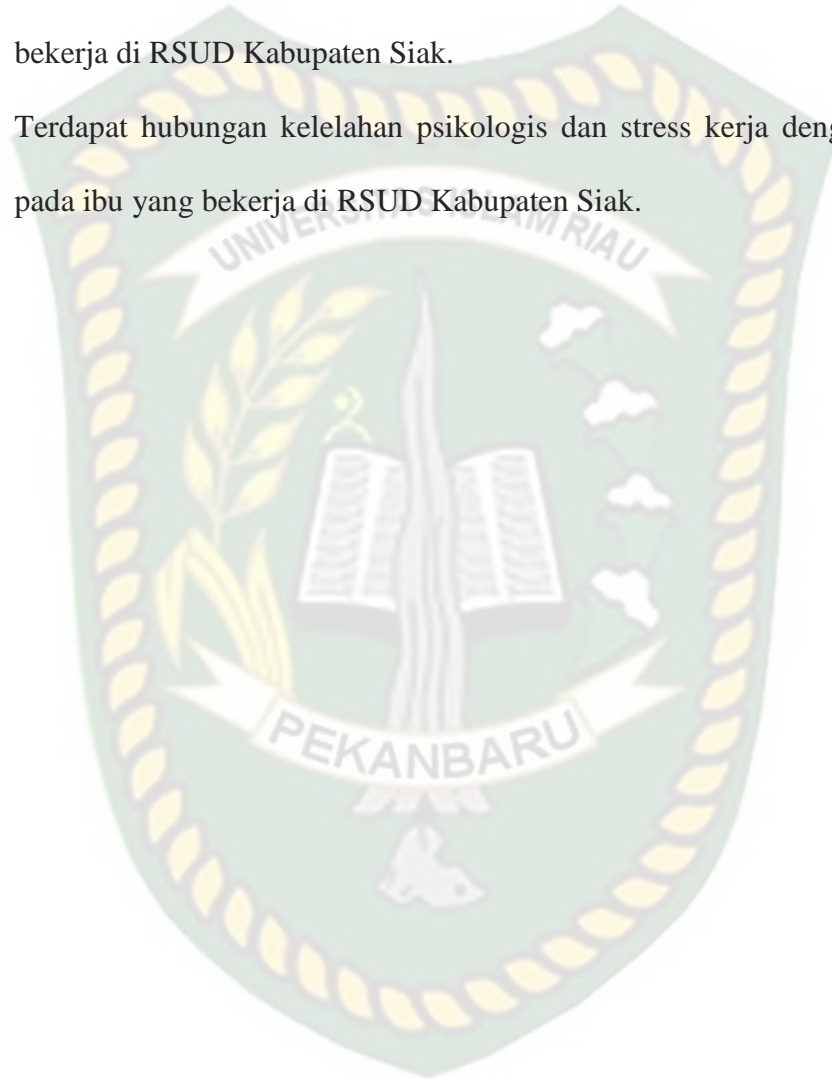 bekerja di RSUD Kabupaten Siak.
Terdapat hubungan kelelahan psikologis dan stress kerja deng
pada ibu yang bekerja di RSUD Kabupaten Siak.
UNIVERSITAS ISLAM RIAU
PEKANBARU